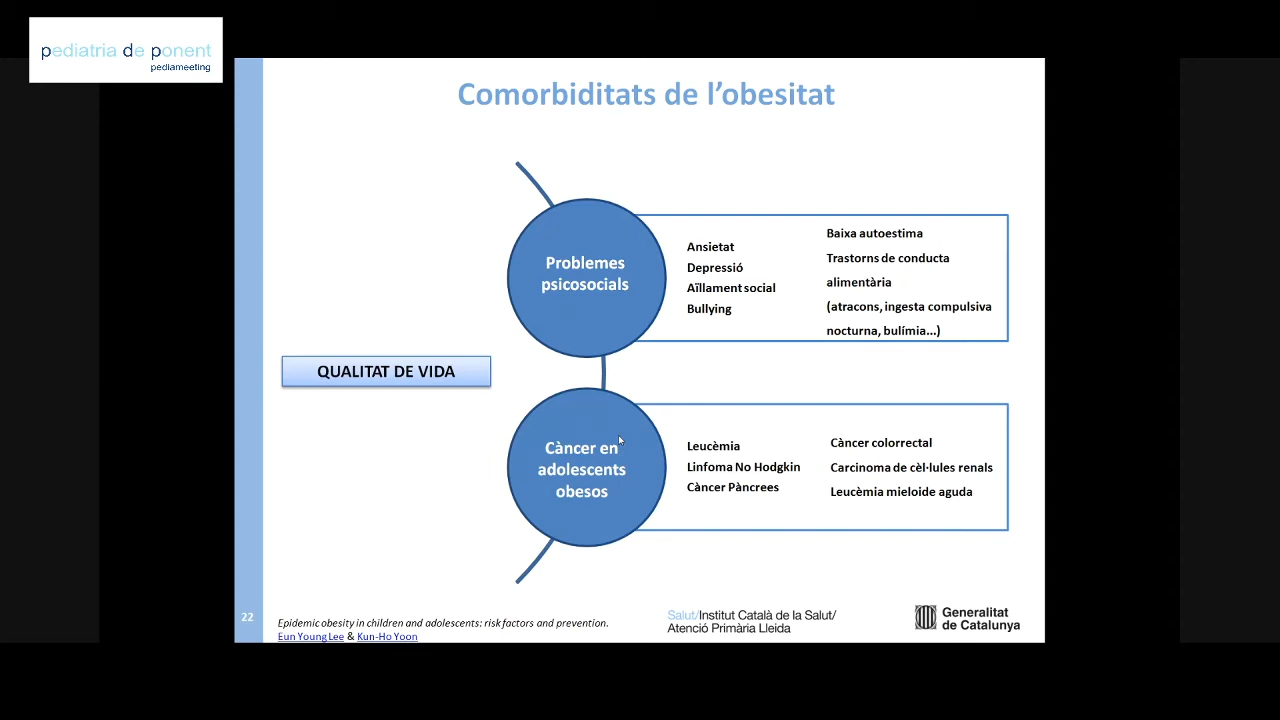 pediatria de ponent
pediameeting
Comorbiditats de l’obesitat
Problemes
psicosocials
Ansietat
Depressió
Aïllament social
Bullying
Baixa autoestima
Trastorns de conducta
alimentària
(atracons, ingesta compulsiva
nocturna, bulímia...)
QUALITAT DE VIDA
Càncer en
adolescents
obesos
Leucèmia
Linfoma No Hodgkin
Càncer Pàncrees
Càncer colorrectal
Carcinoma de cèl·lules renals
Leucèmia mieloide aguda
22
Epidemic obesity in children and adolescents: risk factors and prevention.
Eun Young Lee & Kun-Ho Yoon
Salut/Institut Català de la Salut/
Atenció Primària Lleida
Generalitat
de Catalunya